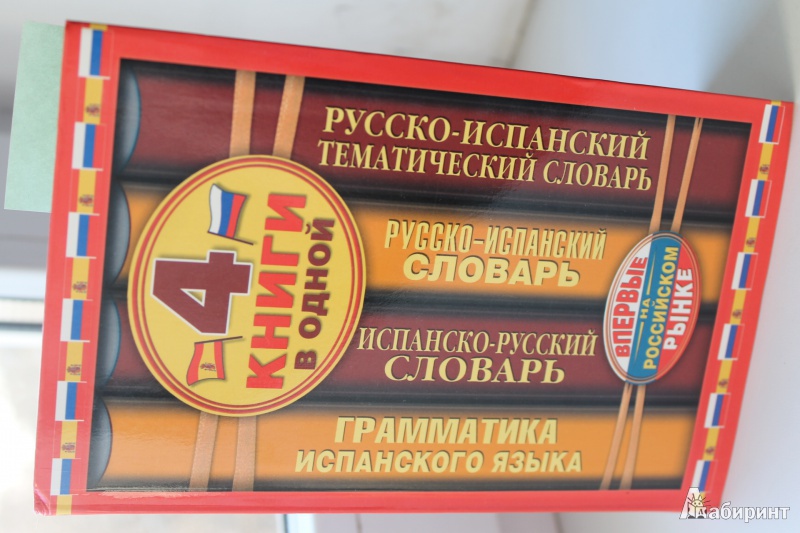 РУССКО-ИСПАНСКИЙ
ТЕМАТИЧЕСКИЙ СЛОВАРЬ
РУССКО-ИСПАНСКИЙ
СЛОВАРЬ
ИСПАНСКО-РУССКИЙ
СЛОВАРЬ
ГРАММАТИКА
ИСПАНСКОГО ЯЗЫКА
4
КНИГИ
В ОДНОЙ
ВПЕРВЫЕ
НА
РОССИЙСКОМ
РЫНКЕ
Лабиринт